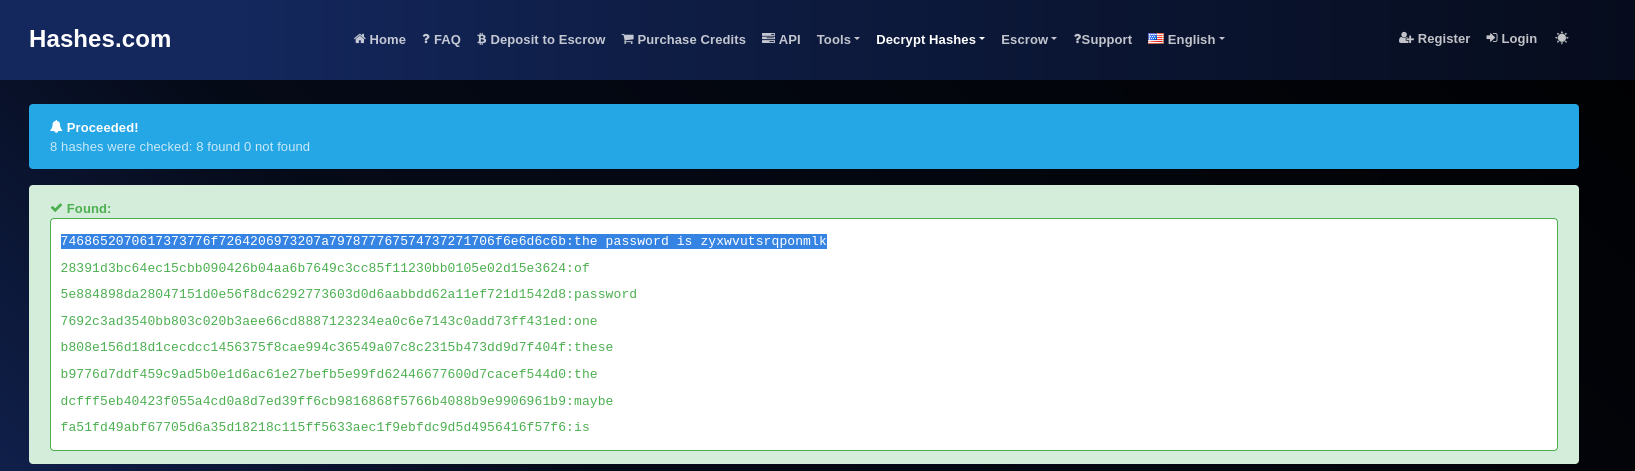 Hashes.com
Home ? FAQ Deposit to Escrow Purchase Credits API Tools Decrypt Hashes Escrow ?Support English Register Login
Proceeded!
8 hashes were checked: 8 found 0 not found
Found:
7468652070617373776f7264206973207a797877767574737271706f6e6d6c6b:the password is zyxwvutsrqponmlk
28391d3bc64ec15cbb090426b04aa6b7649c3cc85f11230bb0105e02d15e3624:of
5e884898da28047151d0e56f8dc6292773603d0d6aabbdd62a11ef721d1542d8:password
7692c3ad3540bb803c020b3aee66cd8887123234ea0c6e7143c0add73ff431ed:one
b808e156d18d1cecdcc1456375f8cae994c36549a07c8c2315b473dd9d7f404f:these
b9776d7ddf459c9ad5b0e1d6ac61e27befb5e99fd62446677600d7cacef544d0:the
dcfff5eb40423f055a4cd0a8d7ed39ff6cb9816868f5766b4088b9e9906961b9:maybe
fa51fd49abf67705d6a35d18218c115ff5633aec1f9ebfdc9d5d4956416f57f6:is